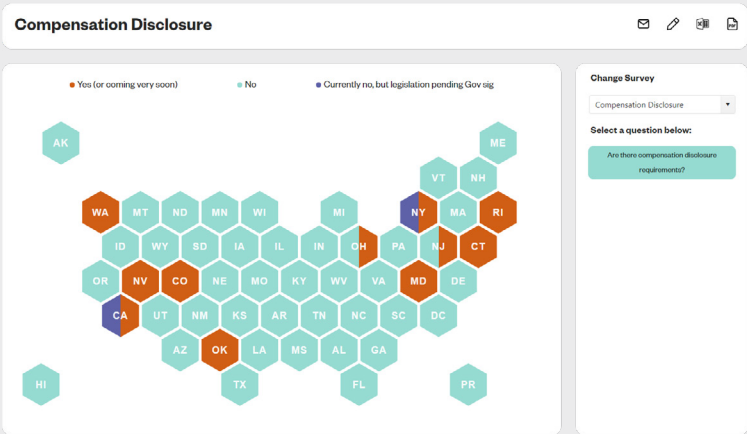 Compensation Disclosure
Yes (or coming very soon)
No
Currently no, but legislation pending Gov sig
AK
ME
VT NH
WA MT ND MN WI MI NY MA RI
ID WY SD IA IL IN OH PA NJ CT
OR NV CO NE MO KY WV VA MD DE
CA UT NM KS AR TN NC SC DC
AZ OK LA MS AL GA
HI TX FL PR
Change Survey
Compensation Disclosure
Select a question below:
Are there compensation disclosure
requirements?